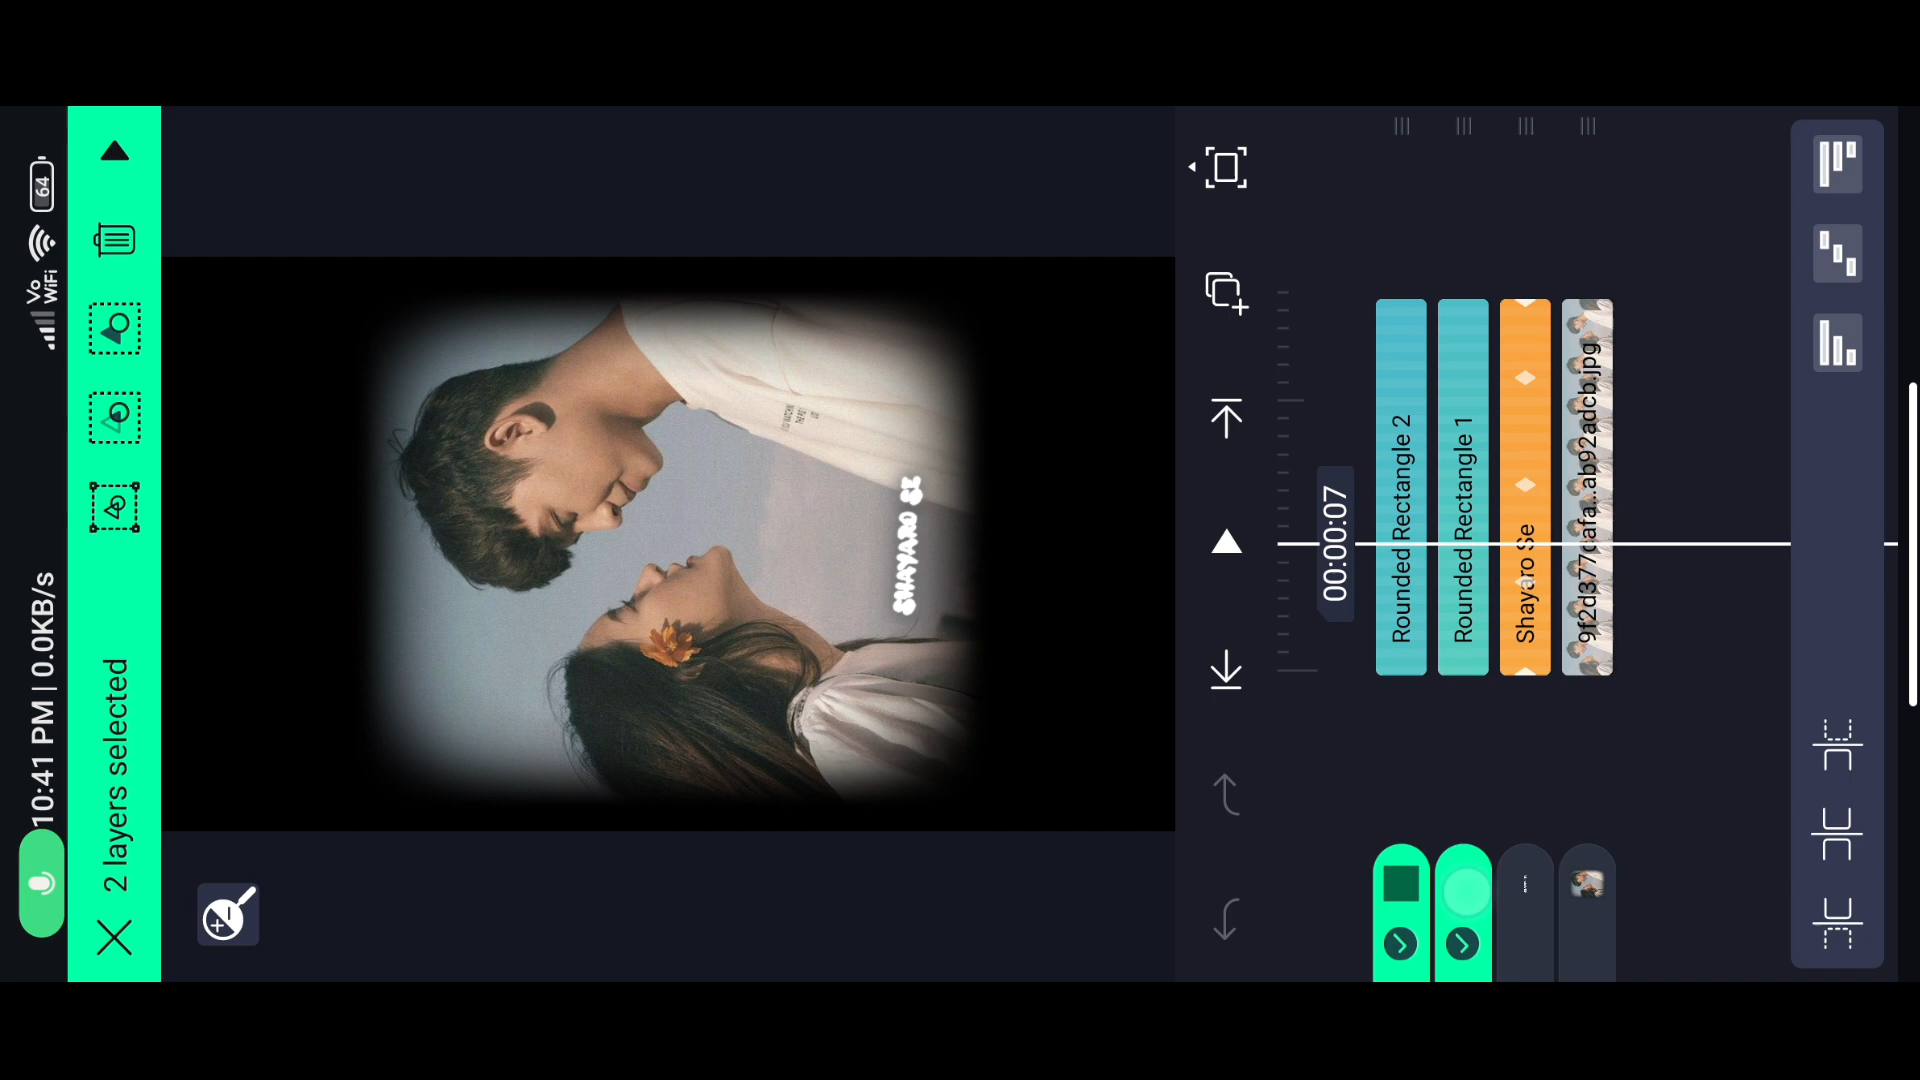 10:41 PM | 0.0KB/s
Vo
WiFi
64
2 layers selected
SHAYARO SE
00:00:07
Rounded Rectangle 2
Rounded Rectangle 1
Shayaro Se
9f2d377cafa...ab92adcb.jpg